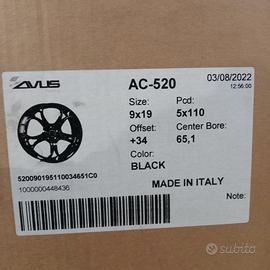 AVUS
AC-520
03/08/2022
12:56:00
Size: Pcd:
9x19 5x110
Offset: Center Bore:
+34 65,1
Color:
BLACK
520090195110034651C0
1000000448436
MADE IN ITALY
Note:
subito